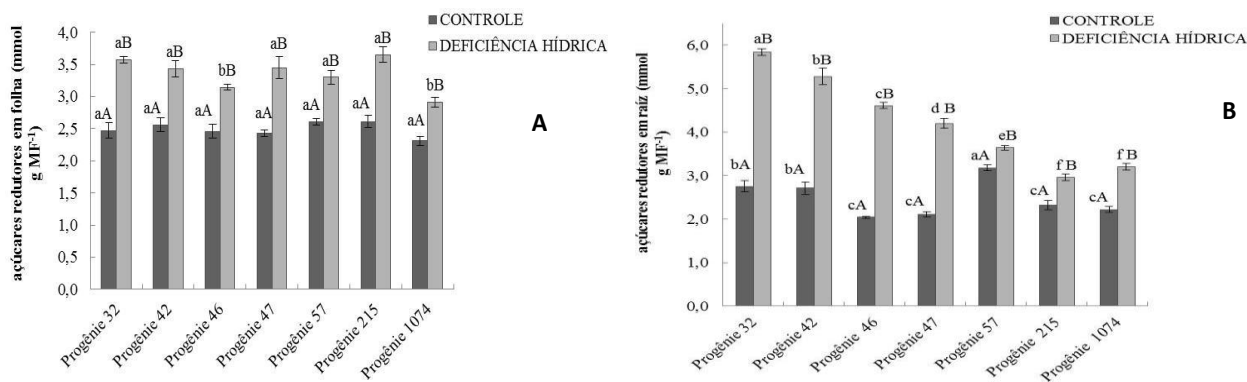 açúcares redutores em folha (mmol
g MF-1)
4,0
3,5
3,0
2,5
2,0
1,5
1,0
0,5
0,0
CONTROLE
DEFICIÊNCIA HÍDRICA
aA
aB
aA
aB
aA
bB
aA
aB
aA
aB
aA
aB
aA
bB
Progênie 32
Progênie 42
Progênie 46
Progênie 47
Progênie 57
Progênie 215
Progênie 1074
A
açúcares redutores em raíz (mmol
g MF-1)
6,0
5,0
4,0
3,0
2,0
1,0
0,0
CONTROLE
DEFICIÊNCIA HÍDRICA
bA
aB
bA
bB
cA
cB
cA
d B
aA
eB
cA
f B
cA
f B
Progênie 32
Progênie 42
Progênie 46
Progênie 47
Progênie 57
Progênie 215
Progênie 1074
B